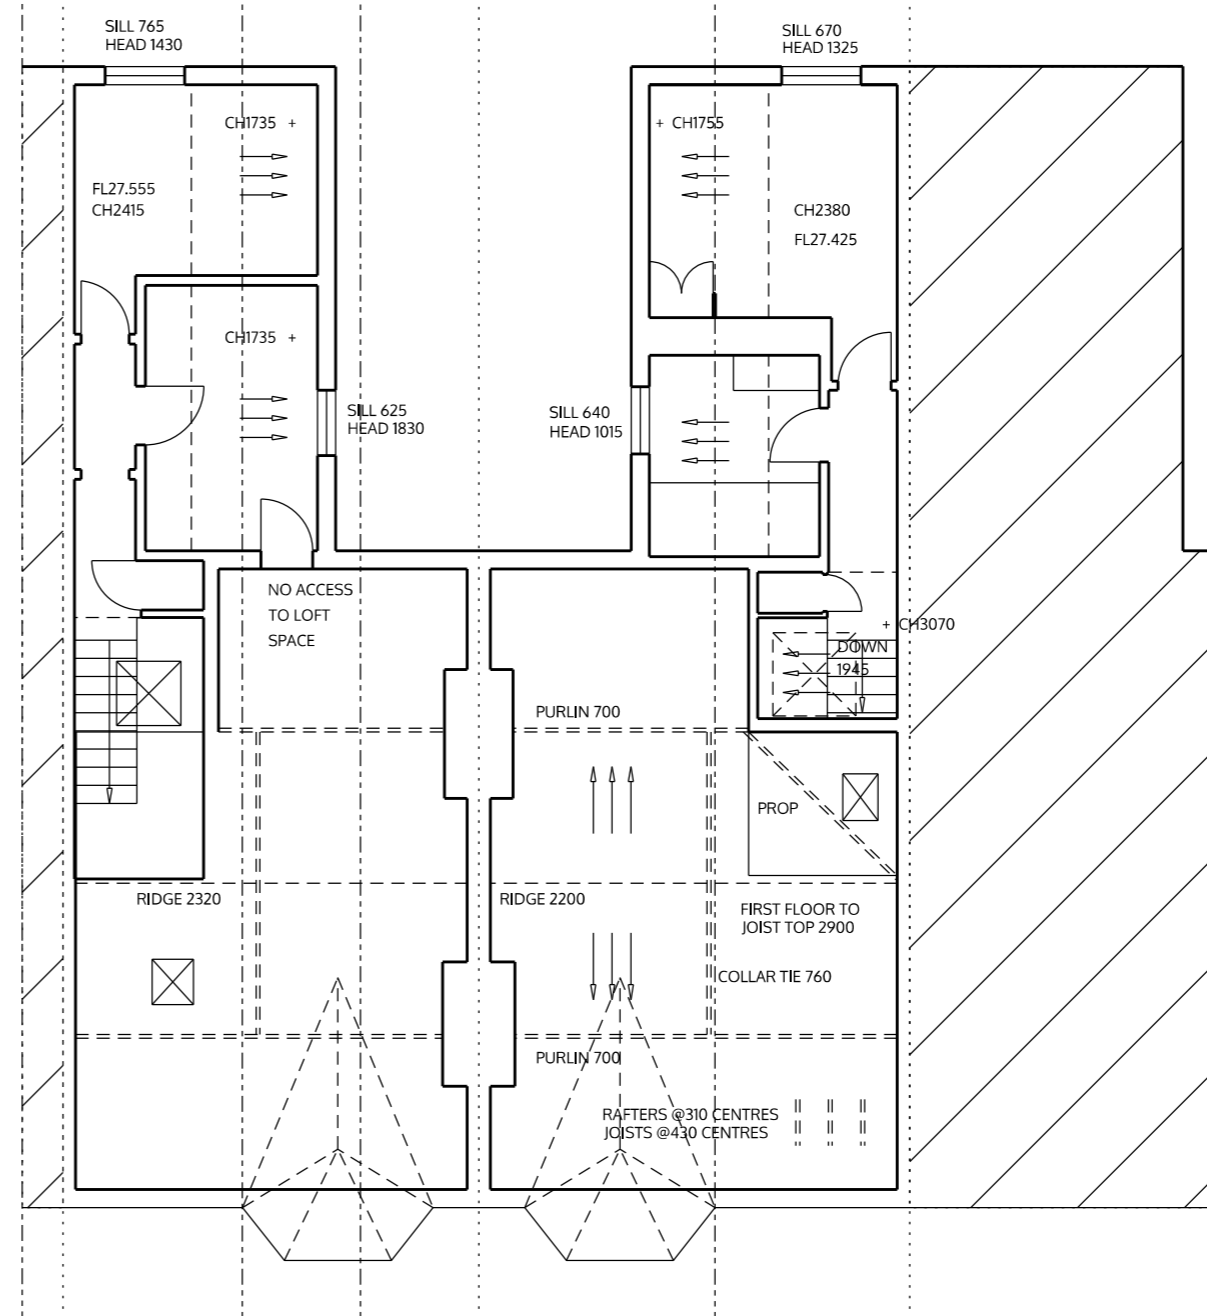 SILL 765
HEAD 1430
SILL 670
HEAD 1325
CH1735 +
+ CH1755
FL27.555
CH2415
CH2380
FL27.425
CH1735 +
SILL 625
HEAD 1830
SILL 640
HEAD 1015
NO ACCESS
TO LOFT
SPACE
+ CH3070
DOWN
1945
PURLIN 700
PROP
RIDGE 2320
RIDGE 2200
FIRST FLOOR TO
JOIST TOP 2900
COLLAR TIE 760
PURLIN 700
RAFTERS @310 CENTRES
JOISTS @430 CENTRES